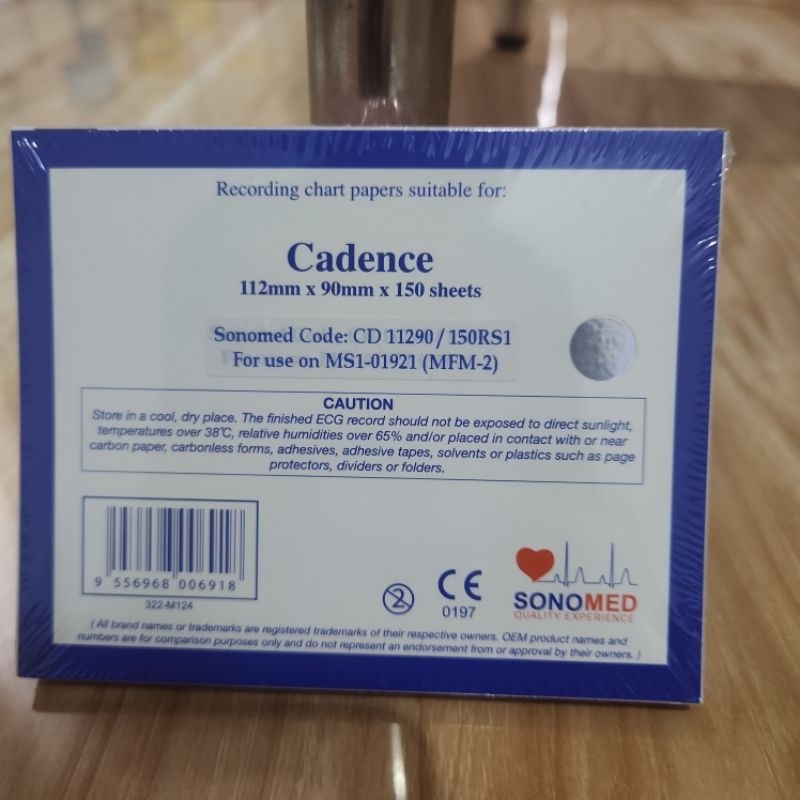 Recording chart papers suitable for:
Cadence
112mm x 90mm x 150 sheets
Sonomed Code: CD 11290 / 150RS1
For use on MS1-01921 (MFM-2)
CAUTION
Store in a cool, dry place. The finished ECG record should not be exposed to direct sunlight,
temperatures over 38°C, relative humidities over 65% and/or placed in contact with or near
carbon paper, carbonless forms, adhesives, adhesive tapes, solvents or plastics such as page
protectors, dividers or folders.
9 556968 006918
322-M124
2
CE
0197
SONOMED
QUALITY EXPERIENCE
( All brand names or trademarks are registered trademarks of their respective owners. OEM product names and
numbers are for comparison purposes only and do not represent an endorsement from or approval by their owners. )